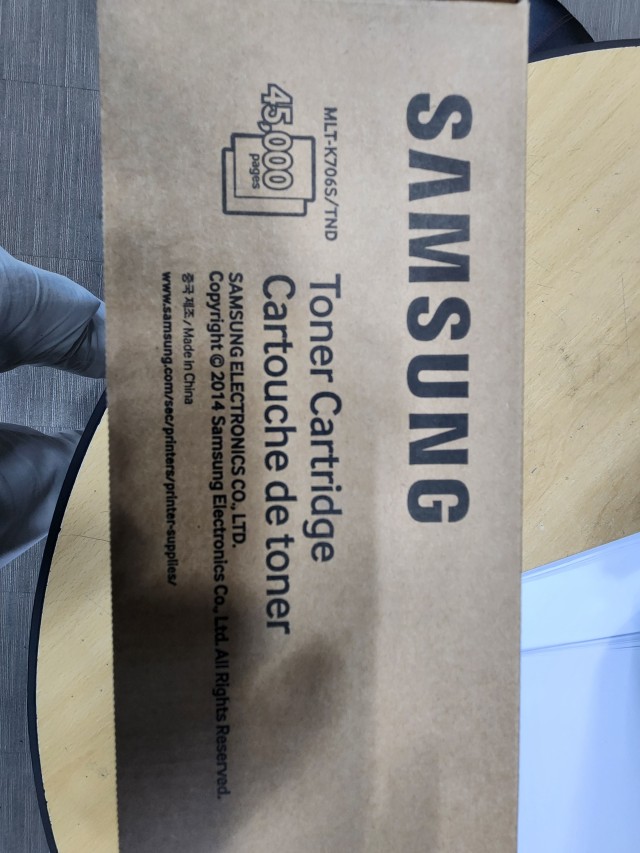 SAMSUNG
MLT-K706S/TND
45,000
pages
Toner Cartridge
Cartouche de toner
SAMSUNG ELECTRONICS CO., LTD.
Copyright © 2014 Samsung Electronics Co., Ltd. All Rights Reserved.
중국 제조 / Made in China
www.samsung.com/sec/printers/printer-supplies/